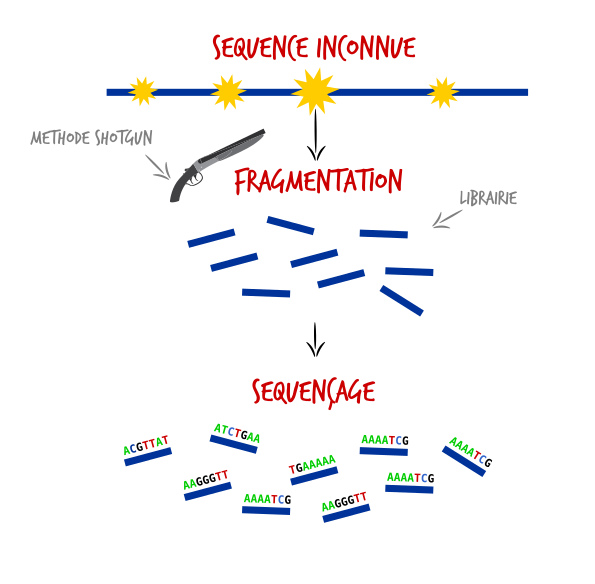 SEQUENCE INCONNUE
METHODE SHOTGUN
FRAGMENTATION
LIBRAIRIE
SEQUENÇAGE
ACGTTAT
ATCTGAA
AAAATCG
AAAATCG
AAGGGTT
TGAAAAA
AAAATCG
AAAATCG
AAGGGTT